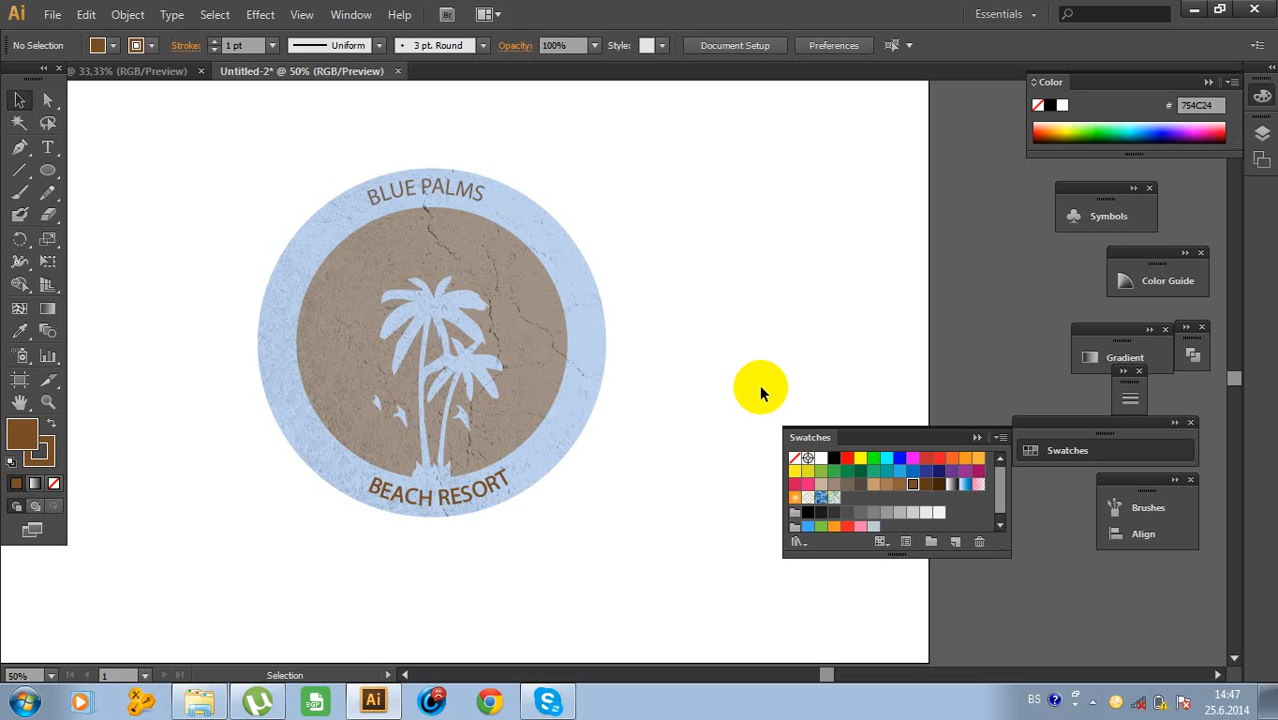 Ai File Edit Object Type Select Effect View Window Help Br Essentials
No Selection Stroke: 1 pt Uniform 3 pt. Round Opacity: 100% Style: Document Setup Preferences
@ 33,33% (RGB/Preview) × Untitled-2* @ 50% (RGB/Preview) ×
Color
# 754C24
BLUE PALMS
Symbols
Color Guide
Gradient
BEACH RESORT
Swatches
Swatches
Brushes
Align
50% 1 Selection
Ai BGP BS 14:47
25.6.2014